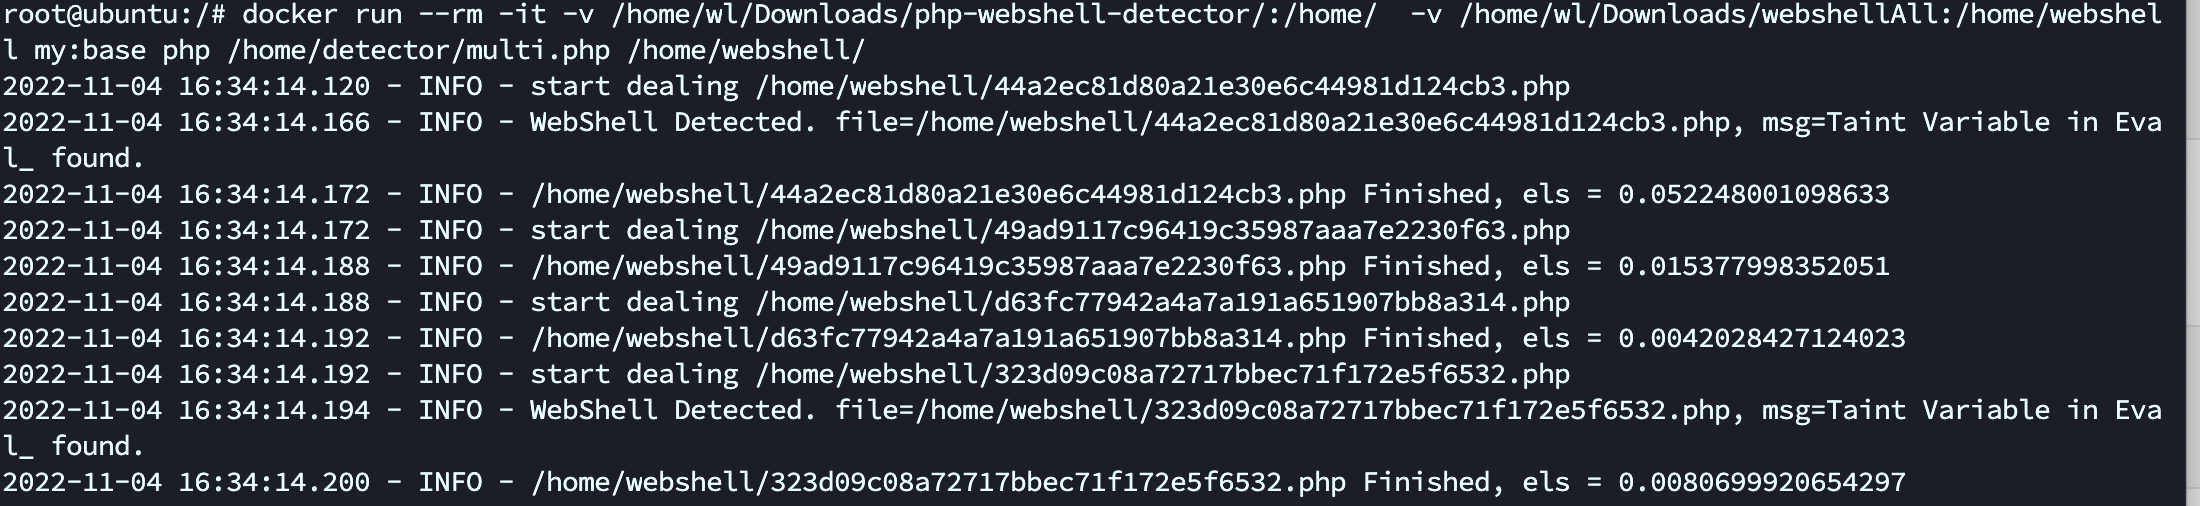 root@ubuntu:/# docker run --rm -it -v /home/wl/Downloads/php-webshell-detector/:/home/  -v /home/wl/Downloads/webshellAll:/home/webshel
l my:base php /home/detector/multi.php /home/webshell/
2022-11-04 16:34:14.120 - INFO - start dealing /home/webshell/44a2ec81d80a21e30e6c44981d124cb3.php
2022-11-04 16:34:14.166 - INFO - WebShell Detected. file=/home/webshell/44a2ec81d80a21e30e6c44981d124cb3.php, msg=Taint Variable in Eva
l_ found.
2022-11-04 16:34:14.172 - INFO - /home/webshell/44a2ec81d80a21e30e6c44981d124cb3.php Finished, els = 0.052248001098633
2022-11-04 16:34:14.172 - INFO - start dealing /home/webshell/49ad9117c96419c35987aaa7e2230f63.php
2022-11-04 16:34:14.188 - INFO - /home/webshell/49ad9117c96419c35987aaa7e2230f63.php Finished, els = 0.015377998352051
2022-11-04 16:34:14.188 - INFO - start dealing /home/webshell/d63fc77942a4a7a191a651907bb8a314.php
2022-11-04 16:34:14.192 - INFO - /home/webshell/d63fc77942a4a7a191a651907bb8a314.php Finished, els = 0.0042028427124023
2022-11-04 16:34:14.192 - INFO - start dealing /home/webshell/323d09c08a72717bbec71f172e5f6532.php
2022-11-04 16:34:14.194 - INFO - WebShell Detected. file=/home/webshell/323d09c08a72717bbec71f172e5f6532.php, msg=Taint Variable in Eva
l_ found.
2022-11-04 16:34:14.200 - INFO - /home/webshell/323d09c08a72717bbec71f172e5f6532.php Finished, els = 0.0080699920654297